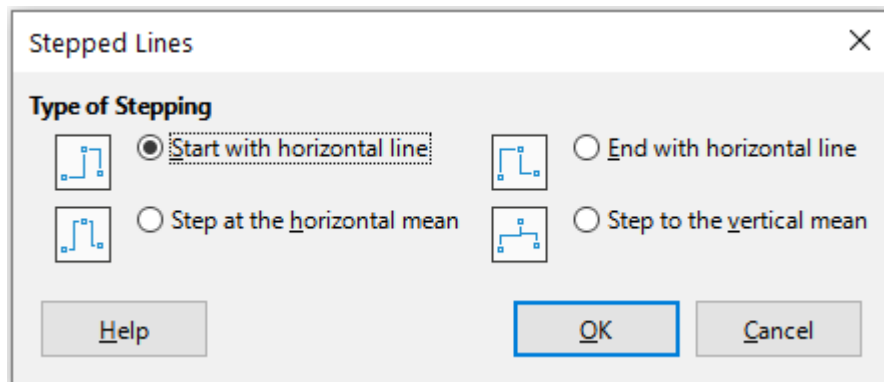 Stepped Lines
Type of Stepping
Start with horizontal line
End with horizontal line
Step at the horizontal mean
Step to the vertical mean
Help
OK
Cancel